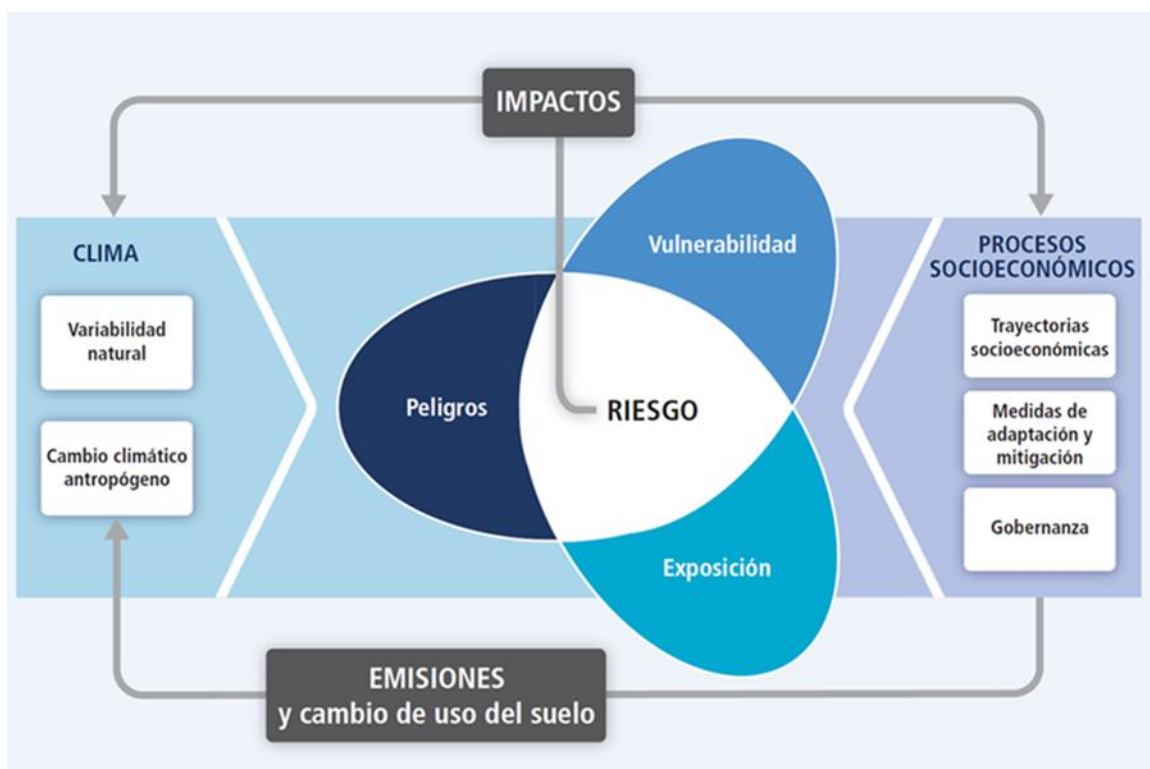 IMPACTOS
CLIMA
Variabilidad
natural
Cambio climático
antropógeno
Peligros
Vulnerabilidad
RIESGO
Exposición
PROCESOS
SOCIOECONÓMICOS
Trayectorias
socioeconómicas
Medidas de
adaptación y
mitigación
Gobernanza
EMISIONES
y cambio de uso del suelo